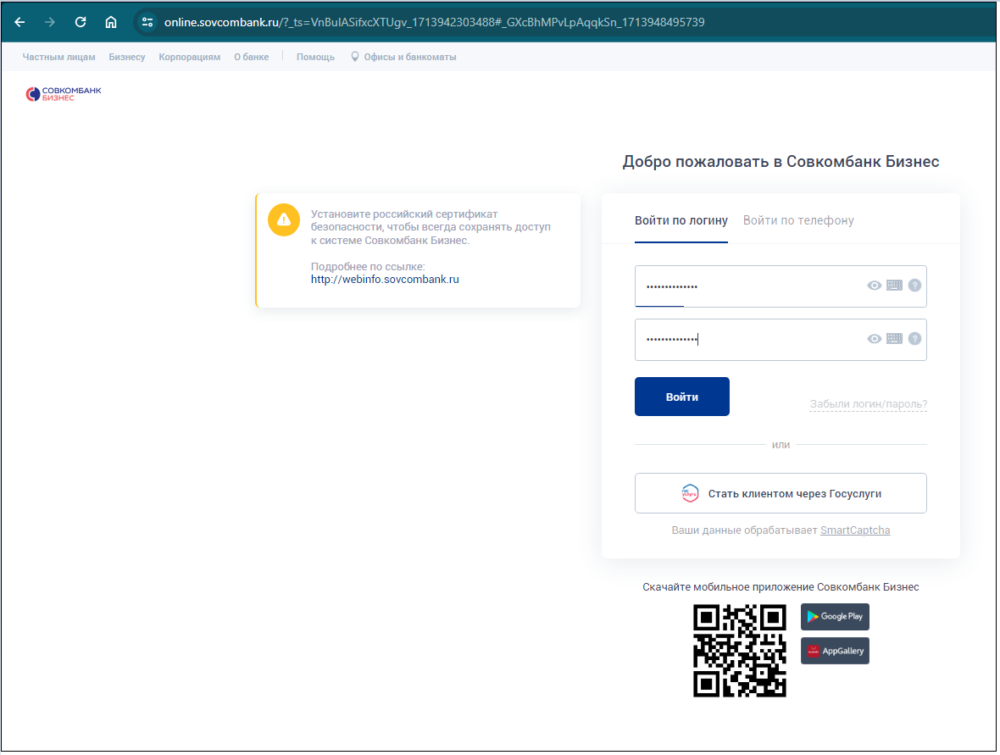 online.sovcombank.ru/?_ts=VnBulASifxcXTUgv_1713942303488#_GXcBhMPvLpAqqkSn_1713948495739
Частным лицам Бизнесу Корпорациям О банке Помощь Офисы и банкоматы
СОВКОМБАНК
БИЗНЕС
Добро пожаловать в Совкомбанк Бизнес
Установите российский сертификат
безопасности, чтобы всегда сохранять доступ
к системе Совкомбанк Бизнес.
Подробнее по ссылке:
http://webinfo.sovcombank.ru
Войти по логину Войти по телефону
••••••••••••••
••••••••••••••
Войти
Забыли логин/пароль?
или
Стать клиентом через Госуслуги
Ваши данные обрабатывает SmartCaptcha
Скачайте мобильное приложение Совкомбанк Бизнес
Google Play
AppGallery